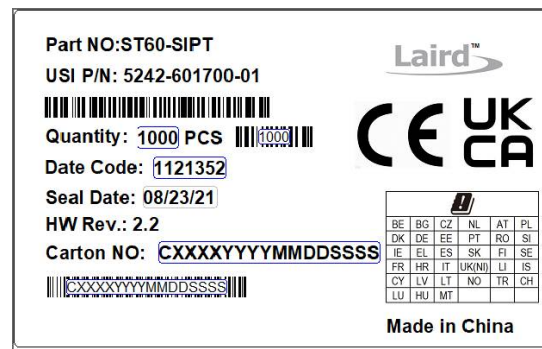 Part NO:ST60-SIPT
USI P/N: 5242-601700-01
Quantity: 1000 PCS 1000
Date Code: 1121352
Seal Date: 08/23/21
HW Rev.: 2.2
Carton NO: CXXXXYYYYMMDDSSSS
CXXXXYYYYMMDDSSSS
Laird™
CE UK
CA
BE BG CZ NL AT PL
DK DE EE PT RO SI
IE EL ES SK FI SE
FR HR IT UK(NI) LI IS
CY LV LT NO TR CH
LU HU MT
Made in China